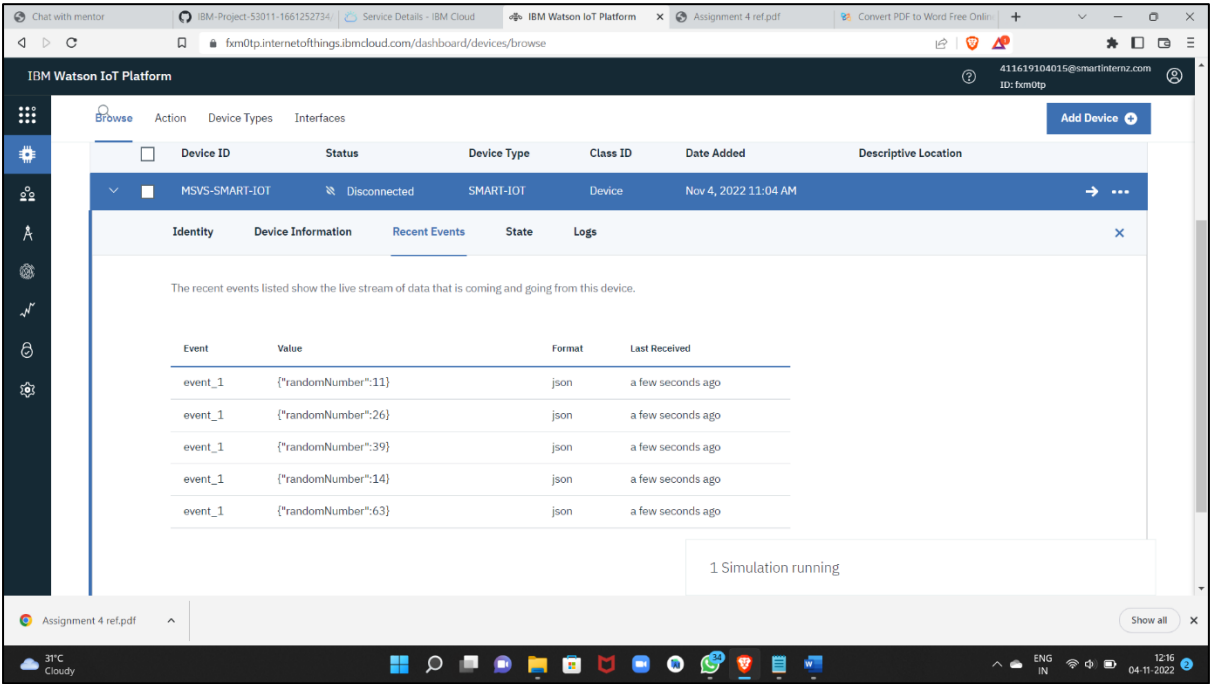 Chat with mentor IBM-Project-53011-1661252734/ Service Details - IBM Cloud IBM Watson IoT Platform Assignment 4 ref.pdf Convert PDF to Word Free Online
fxm0tp.internetofthings.ibmcloud.com/dashboard/devices/browse
IBM Watson IoT Platform
411619104015@smartinternz.com
ID: fxm0tp
Browse Action Device Types Interfaces Add Device
Device ID Status Device Type Class ID Date Added Descriptive Location
MSVS-SMART-IOT Disconnected SMART-IOT Device Nov 4, 2022 11:04 AM
Identity Device Information Recent Events State Logs
The recent events listed show the live stream of data that is coming and going from this device.
Event Value Format Last Received
event_1 {"randomNumber":11} json a few seconds ago
event_1 {"randomNumber":26} json a few seconds ago
event_1 {"randomNumber":39} json a few seconds ago
event_1 {"randomNumber":14} json a few seconds ago
event_1 {"randomNumber":63} json a few seconds ago
1 Simulation running
Assignment 4 ref.pdf Show all
31°C
Cloudy
34
ENG
IN
12:16
04-11-2022
2